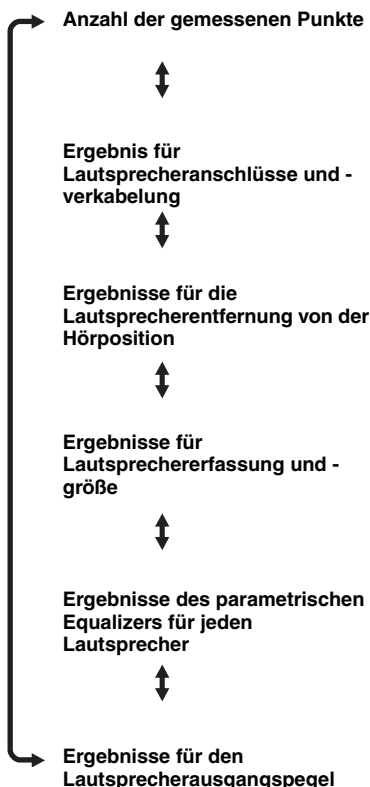 Anzahl der gemessenen Punkte
Ergebnis für
Lautsprecheranschlüsse und -
verkabelung
Ergebnisse für die
Lautsprecherentfernung von der
Hörposition
Ergebnisse für
Lautsprechererfassung und -
größe
Ergebnisse des parametrischen
Equalizers für jeden
Lautsprecher
Ergebnisse für den
Lautsprecherausgangspegel